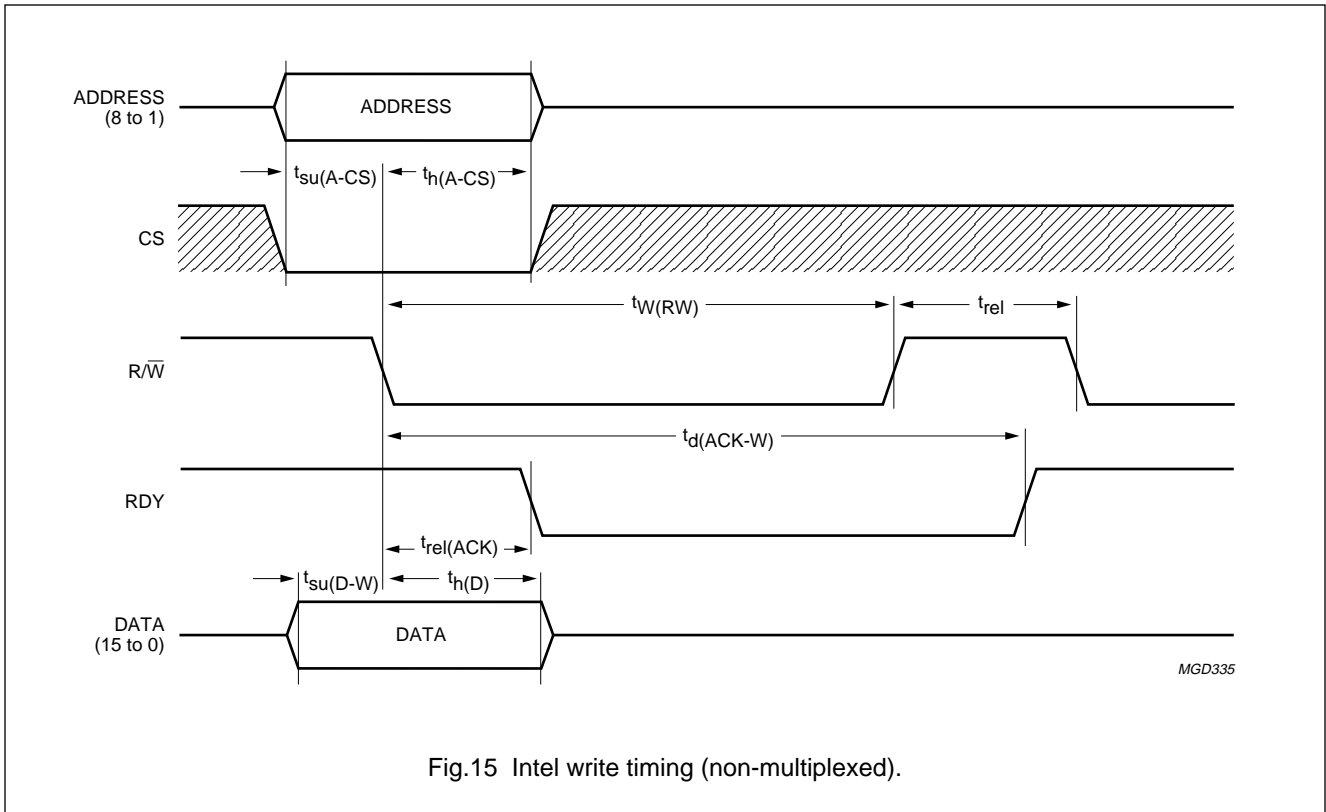 ADDRESS
(8 to 1)
ADDRESS
tsu(A-CS)
th(A-CS)
CS
tW(RW)
trel
R/W̅
td(ACK-W)
RDY
trel(ACK)
tsu(D-W)
th(D)
DATA
(15 to 0)
DATA
MGD335
Fig.15 Intel write timing (non-multiplexed).